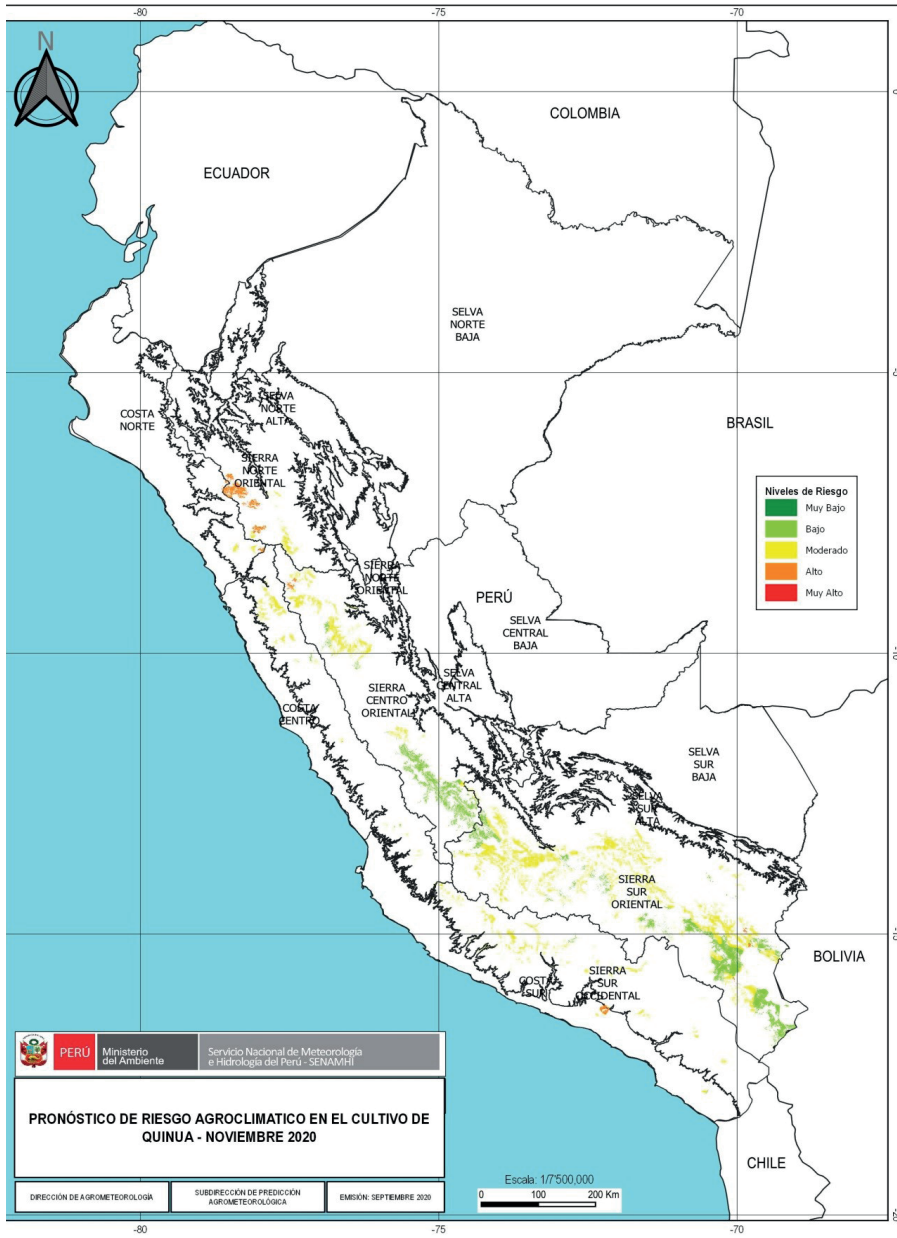 -80
-75
-70
N
COLOMBIA
ECUADOR
SELVA
NORTE
BAJA
BRASIL
COSTA
NORTE
SELVA
NORTE
ALTA
SIERRA
NORTE
ORIENTAL
Niveles de Riesgo
Muy Bajo
Bajo
Moderado
Alto
Muy Alto
SIERRA
NORTE
ORIENTAL
PERÚ
SELVA
CENTRAL
BAJA
SELVA
CENTRAL
ALTA
SIERRA
CENTRO
ORIENTAL
COSTA
CENTRO
SELVA
SUR
BAJA
SELVA
SUR
ALTA
SIERRA
SUR
ORIENTAL
BOLIVIA
COSTA
SUR
SIERRA
SUR
OCCIDENTAL
CHILE
PERÚ
Ministerio
del Ambiente
Servicio Nacional de Meteorología
e Hidrología del Perú - SENAMHI
PRONÓSTICO DE RIESGO AGROCLIMATICO EN EL CULTIVO DE
QUINUA - NOVIEMBRE 2020
DIRECCIÓN DE AGROMETEOROLOGÍA
SUBDIRECCIÓN DE PREDICCIÓN
AGROMETEOROLÓGICA
EMISIÓN: SEPTIEMBRE 2020
Escala: 1/7'500,000
0 100 200 Km
-80
-75
-70